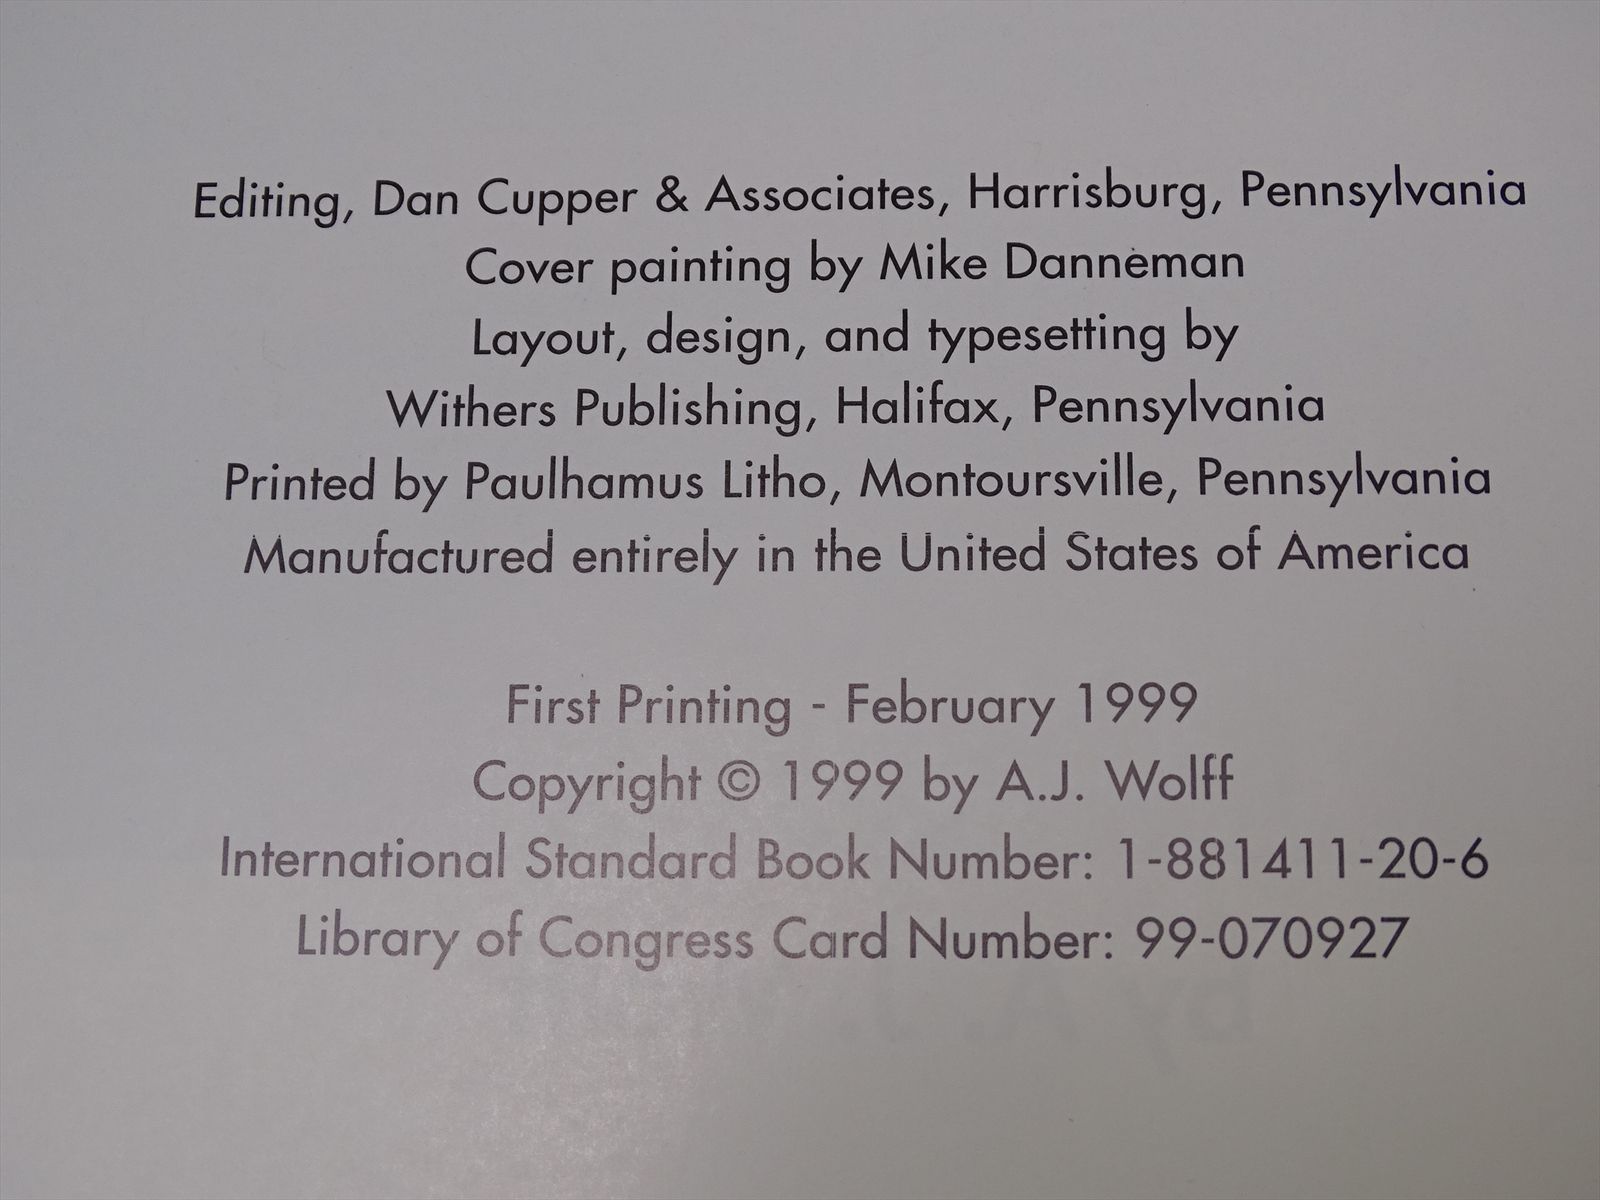 Editing, Dan Cupper & Associates, Harrisburg, Pennsylvania
Cover painting by Mike Danneman
Layout, design, and typesetting by
Withers Publishing, Halifax, Pennsylvania
Printed by Paulhamus Litho, Montoursville, Pennsylvania
Manufactured entirely in the United States of America
First Printing - February 1999
Copyright © 1999 by A.J. Wolff
International Standard Book Number: 1-881411-20-6
Library of Congress Card Number: 99-070927